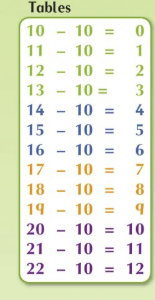 Tables
10 – 10 = 0
11 – 10 = 1
12 – 10 = 2
13 – 10 = 3
14 – 10 = 4
15 – 10 = 5
16 – 10 = 6
17 – 10 = 7
18 – 10 = 8
19 – 10 = 9
20 – 10 = 10
21 – 10 = 11
22 – 10 = 12